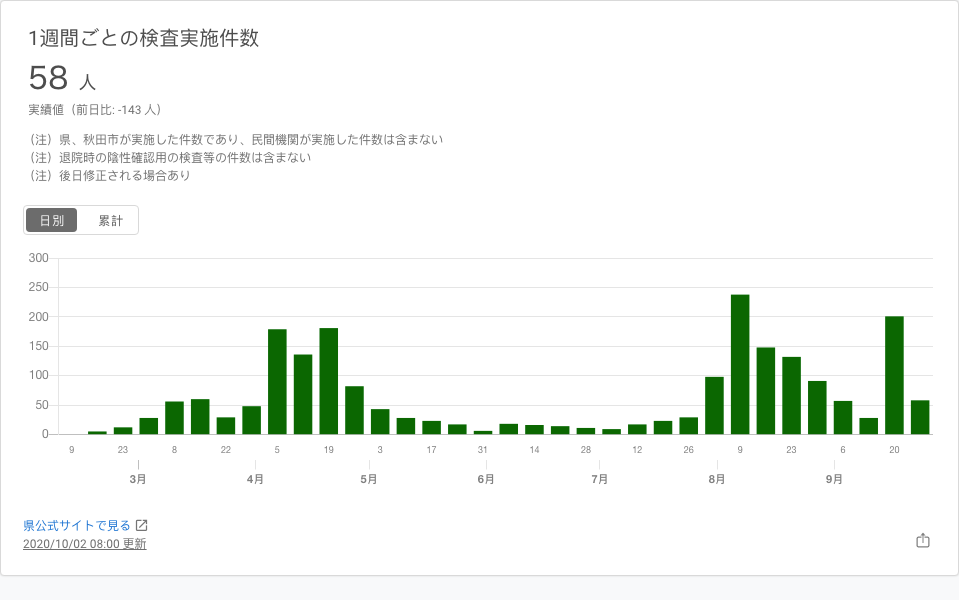 1週間ごとの検査実施件数
58 人
実績値（前日比: -143 人）
（注）県、秋田市が実施した件数であり、民間機関が実施した件数は含まない
（注）退院時の陰性確認用の検査等の件数は含まない
（注）後日修正される場合あり
日別 累計
300
250
200
150
100
50
0
9 23 8 22 5 19 3 17 31 14 28 12 26 9 23 6 20
3月 4月 5月 6月 7月 8月 9月
県公式サイトで見る
2020/10/02 08:00 更新